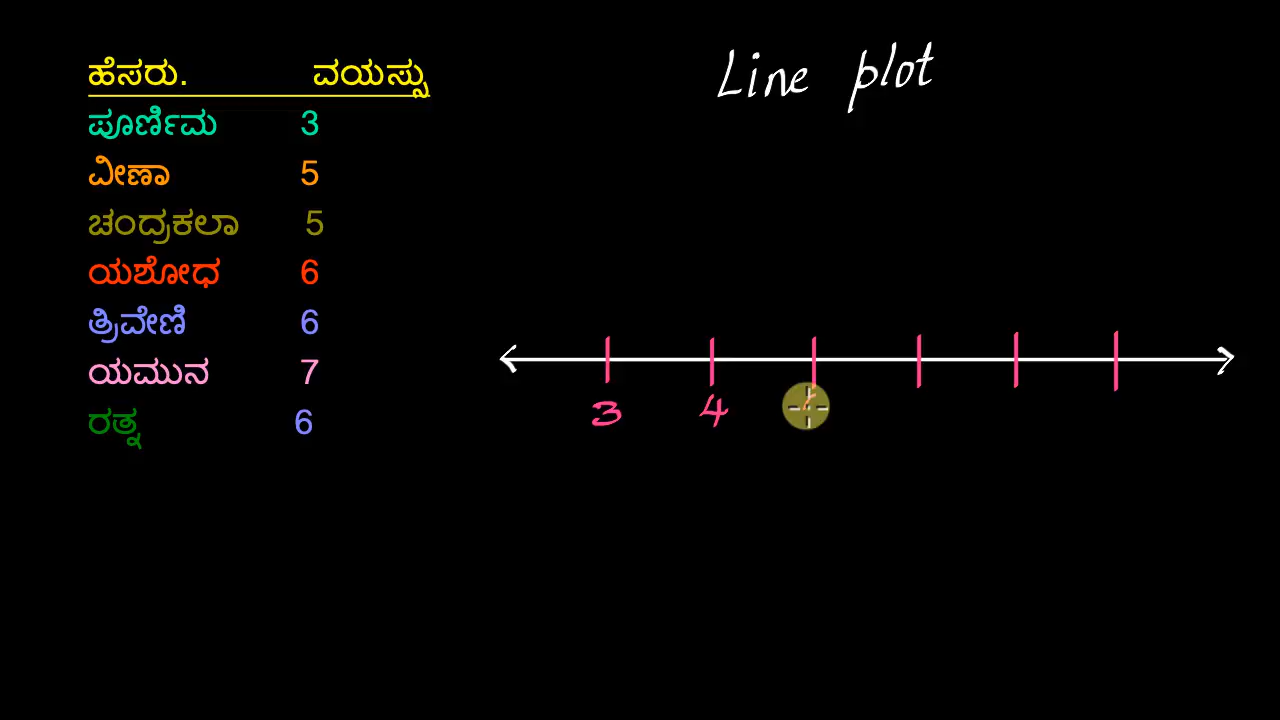 ಹೆಸರು. ವಯಸ್ಸು
ಪೂರ್ಣಿಮ 3
ವೀಣಾ 5
ಚಂದ್ರಕಲಾ 5
ಯಶೋಧ 6
ತ್ರಿವೇಣಿ 6
ಯಮುನ 7
ರತ್ನ 6
Line plot
3 4